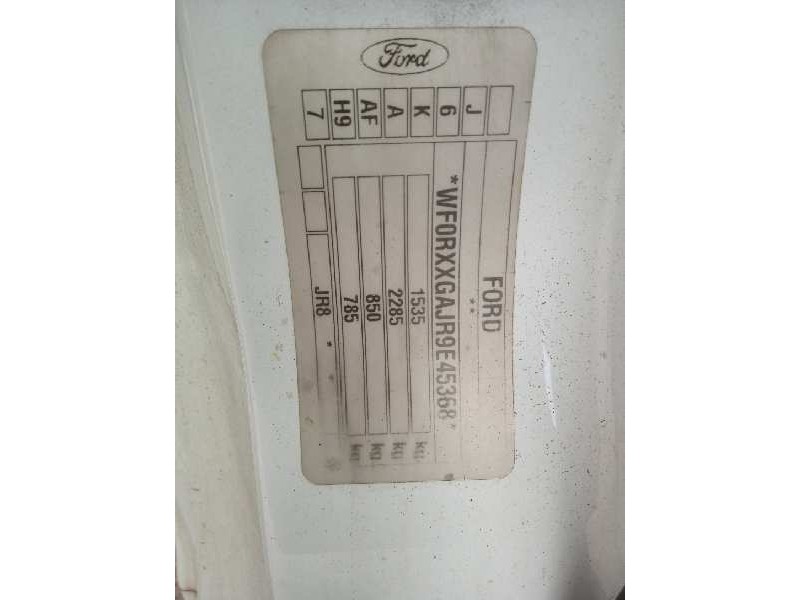 Ford
J
6
K
A
AF
H9
7
FORD
**
*WF0RXXGAJR9E45368*
1535 kg
2285 kg
850 kg
785 kg
JR8 *